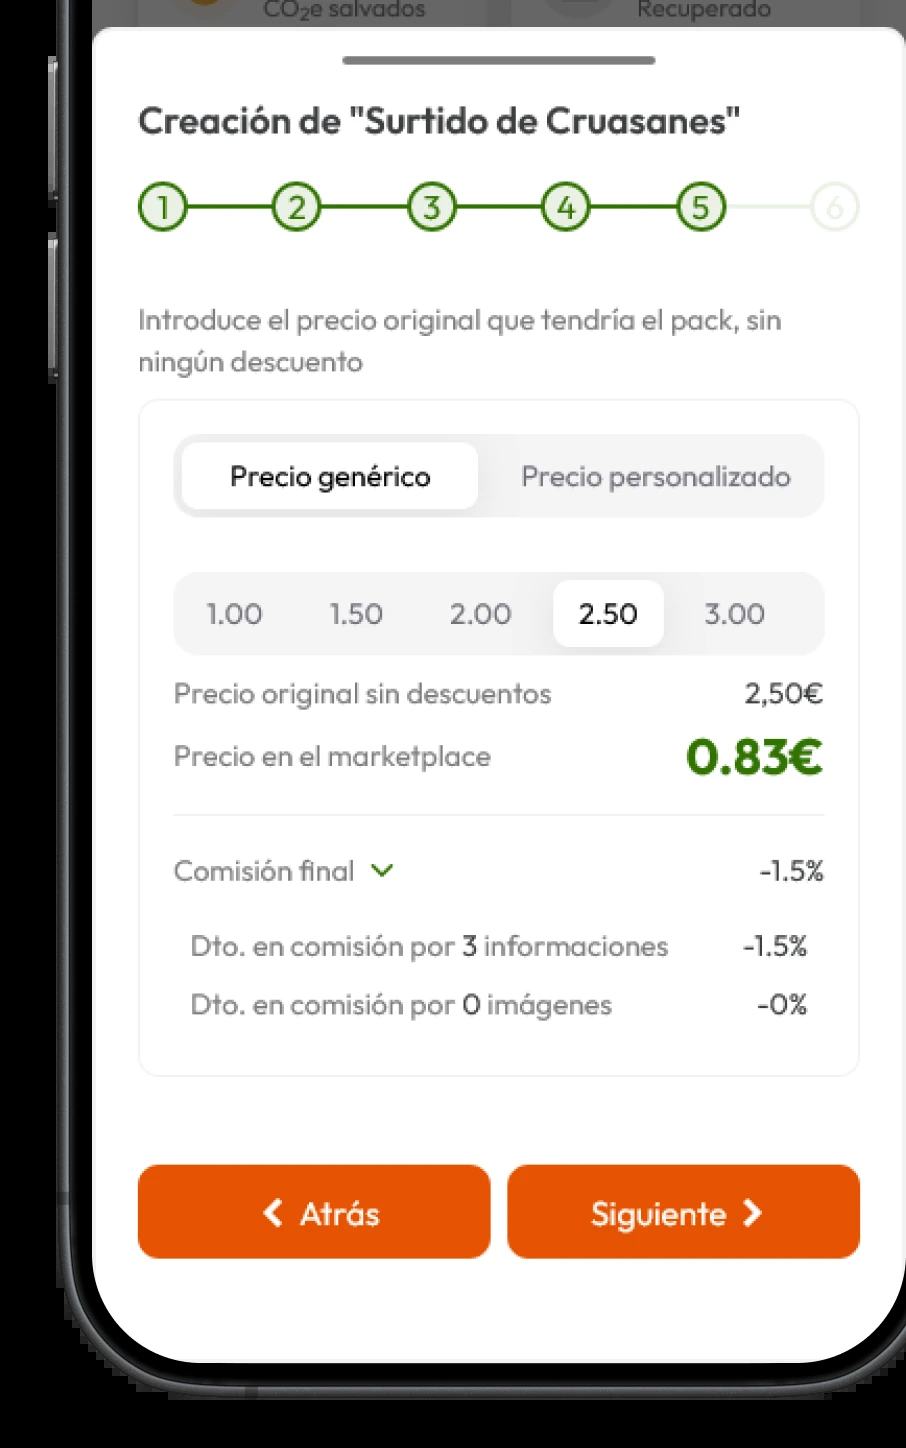 CO₂e salvados
Recuperado
Creación de "Surtido de Cruasanes"
1 2 3 4 5 6
Introduce el precio original que tendría el pack, sin
ningún descuento
Precio genérico Precio personalizado
1.00 1.50 2.00 2.50 3.00
Precio original sin descuentos 2,50€
Precio en el marketplace 0.83€
Comisión final -1.5%
Dto. en comisión por 3 informaciones -1.5%
Dto. en comisión por 0 imágenes -0%
Atrás Siguiente